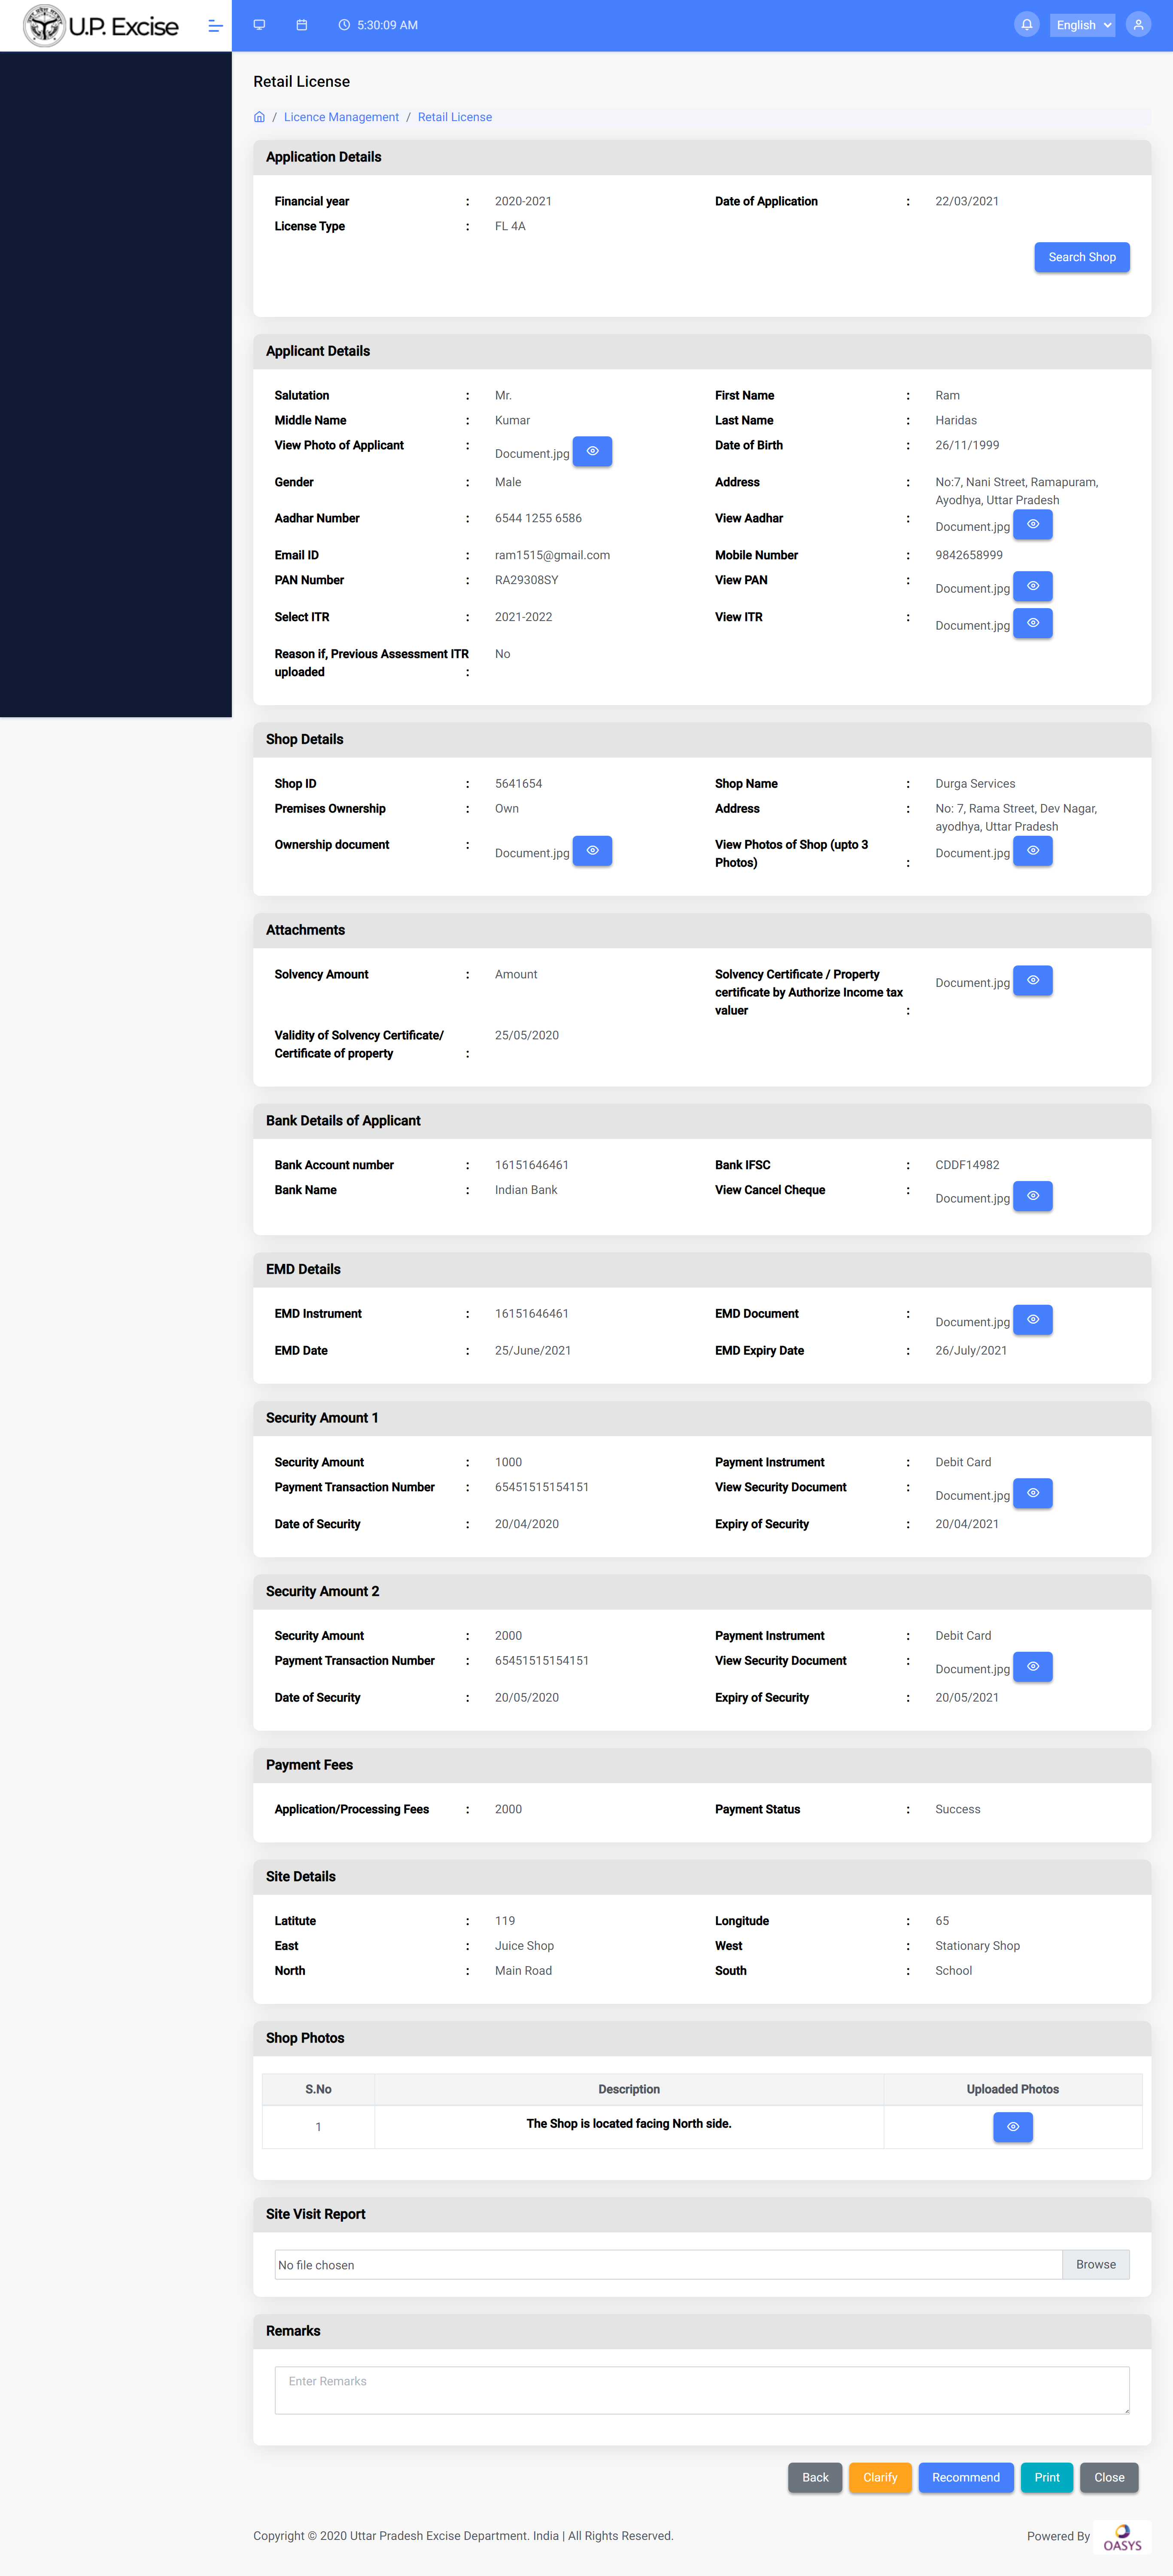 U.P. Excise
5:30:09 AM
English
Retail License
/ Licence Management / Retail License
Application Details
Financial year : 2020-2021 Date of Application : 22/03/2021
License Type : FL 4A
Search Shop
Applicant Details
Salutation : Mr. First Name : Ram
Middle Name : Kumar Last Name : Haridas
View Photo of Applicant : Document.jpg Date of Birth : 26/11/1999
Gender : Male Address : No:7, Nani Street, Ramapuram,
Ayodhya, Uttar Pradesh
Aadhar Number : 6544 1255 6586 View Aadhar : Document.jpg
Email ID : ram1515@gmail.com Mobile Number : 9842658999
PAN Number : RA29308SY View PAN : Document.jpg
Select ITR : 2021-2022 View ITR : Document.jpg
Reason if, Previous Assessment ITR No
uploaded :
Shop Details
Shop ID : 5641654 Shop Name : Durga Services
Premises Ownership : Own Address : No: 7, Rama Street, Dev Nagar,
ayodhya, Uttar Pradesh
Ownership document : Document.jpg View Photos of Shop (upto 3 Document.jpg
Photos) :
Attachments
Solvency Amount : Amount Solvency Certificate / Property Document.jpg
certificate by Authorize Income tax
valuer :
Validity of Solvency Certificate/ 25/05/2020
Certificate of property :
Bank Details of Applicant
Bank Account number : 16151646461 Bank IFSC : CDDF14982
Bank Name : Indian Bank View Cancel Cheque : Document.jpg
EMD Details
EMD Instrument : 16151646461 EMD Document : Document.jpg
EMD Date : 25/June/2021 EMD Expiry Date : 26/July/2021
Security Amount 1
Security Amount : 1000 Payment Instrument : Debit Card
Payment Transaction Number : 65451515154151 View Security Document : Document.jpg
Date of Security : 20/04/2020 Expiry of Security : 20/04/2021
Security Amount 2
Security Amount : 2000 Payment Instrument : Debit Card
Payment Transaction Number : 65451515154151 View Security Document : Document.jpg
Date of Security : 20/05/2020 Expiry of Security : 20/05/2021
Payment Fees
Application/Processing Fees : 2000 Payment Status : Success
Site Details
Latitute : 119 Longitude : 65
East : Juice Shop West : Stationary Shop
North : Main Road South : School
Shop Photos
S.No Description Uploaded Photos
1 The Shop is located facing North side.
Site Visit Report
No file chosen Browse
Remarks
Enter Remarks
Back Clarify Recommend Print Close
Copyright © 2020 Uttar Pradesh Excise Department. India | All Rights Reserved. Powered By OASYS